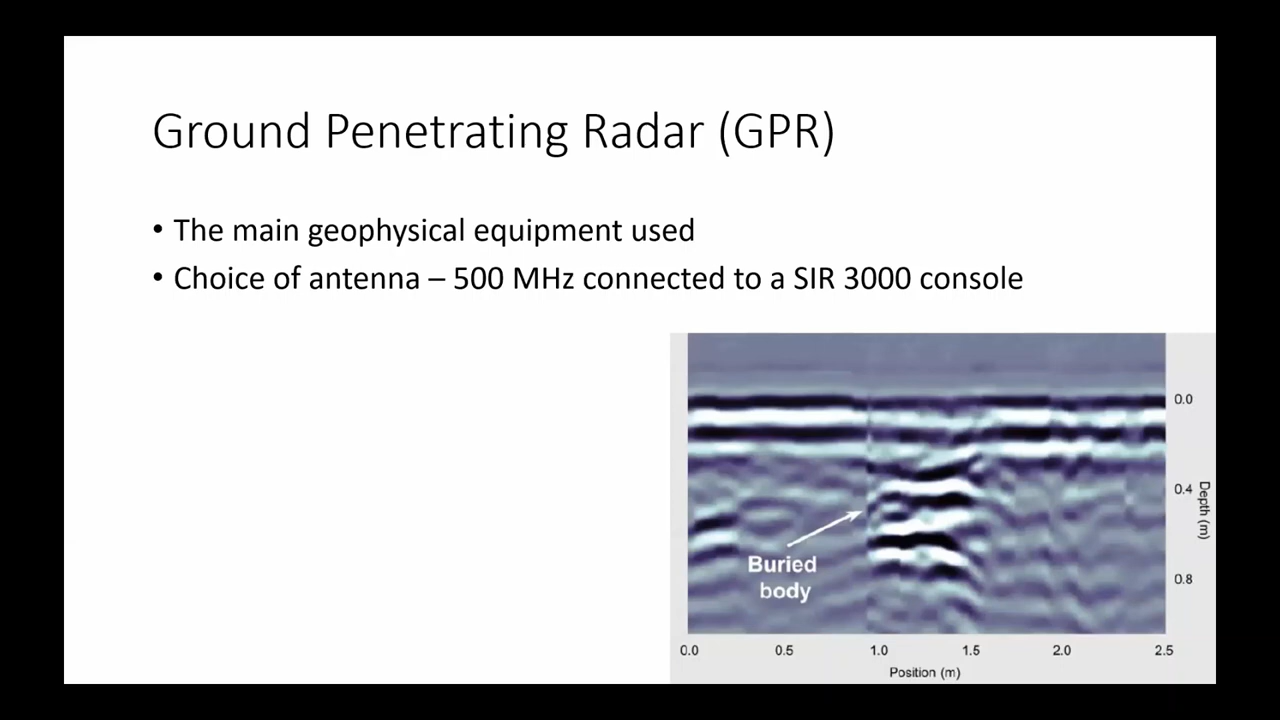 Ground Penetrating Radar (GPR)
• The main geophysical equipment used
• Choice of antenna – 500 MHz connected to a SIR 3000 console
0.0
0.4
Depth (m)
Buried
body
0.8
0.0 0.5 1.0 1.5 2.0 2.5
Position (m)